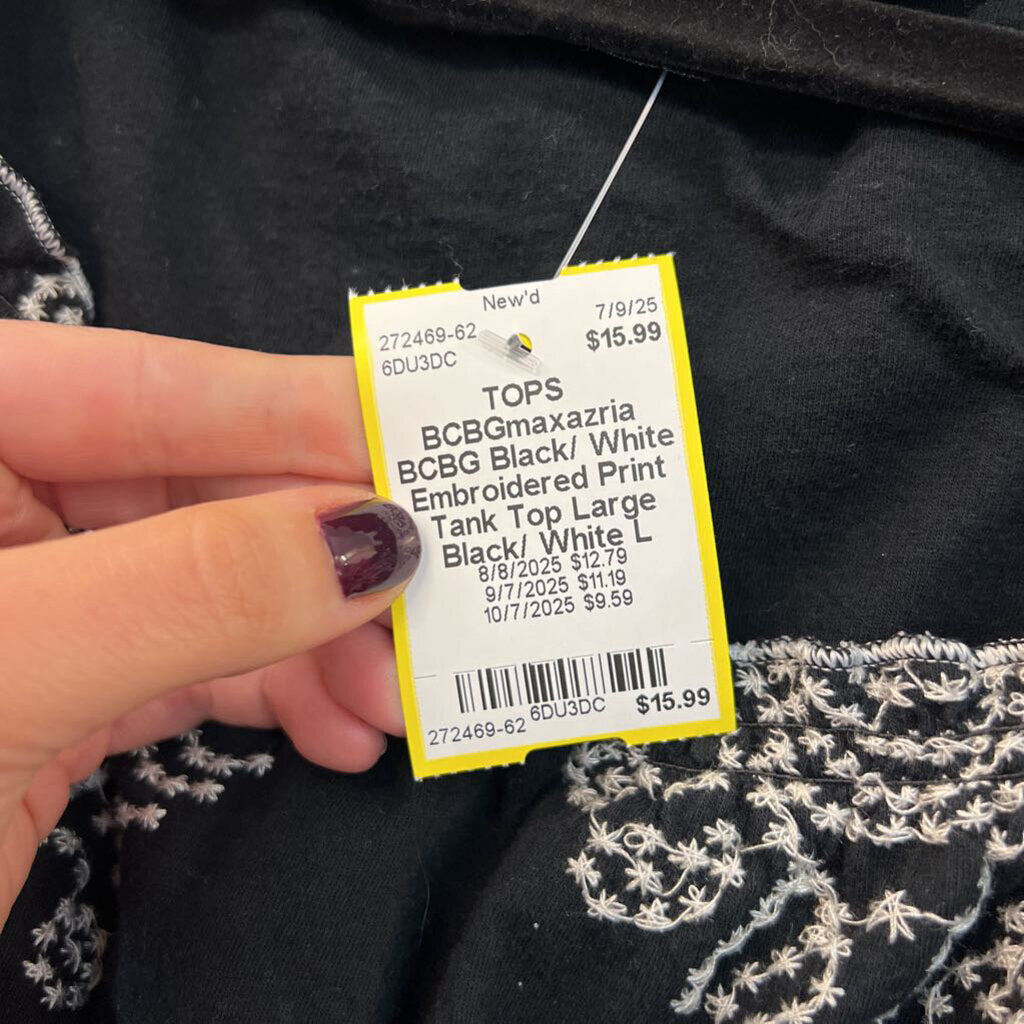 New'd
7/9/25
272469-62
$15.99
6DU3DC
TOPS
BCBGmaxazria
BCBG Black/ White
Embroidered Print
Tank Top Large
Black/ White L
8/8/2025 $12.79
9/7/2025 $11.19
10/7/2025 $9.59
272469-62 6DU3DC $15.99